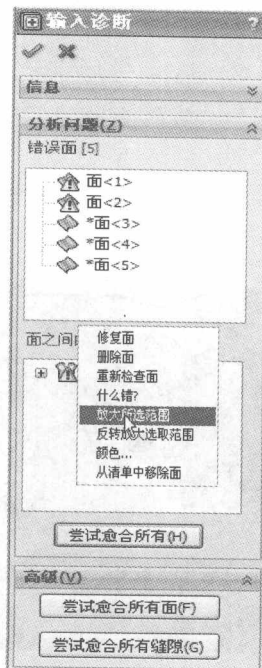 输入诊断 ?
信息
分析问题(Z)
错误面 [5]
面<1>
面<2>
*面<3>
*面<4>
*面<5>
面之间
修复面
删除面
重新检查面
什么错?
放大所选范围
反转放大选取范围
颜色...
从清单中移除面
尝试愈合所有(H)
高级(V)
尝试愈合所有面(F)
尝试愈合所有缝隙(G)